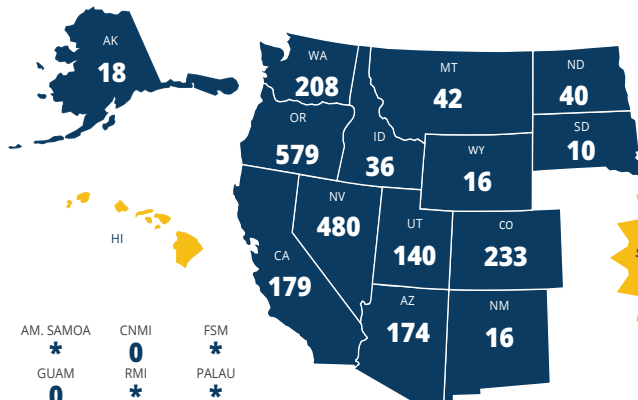 AK
18
WA
208
MT
42
ND
40
OR
579
ID
36
SD
10
WY
16
NV
480
UT
140
CO
233
HI
CA
179
AZ
174
NM
16
AM. SAMOA
*
CNMI
0
FSM
*
GUAM
0
RMI
*
PALAU
*